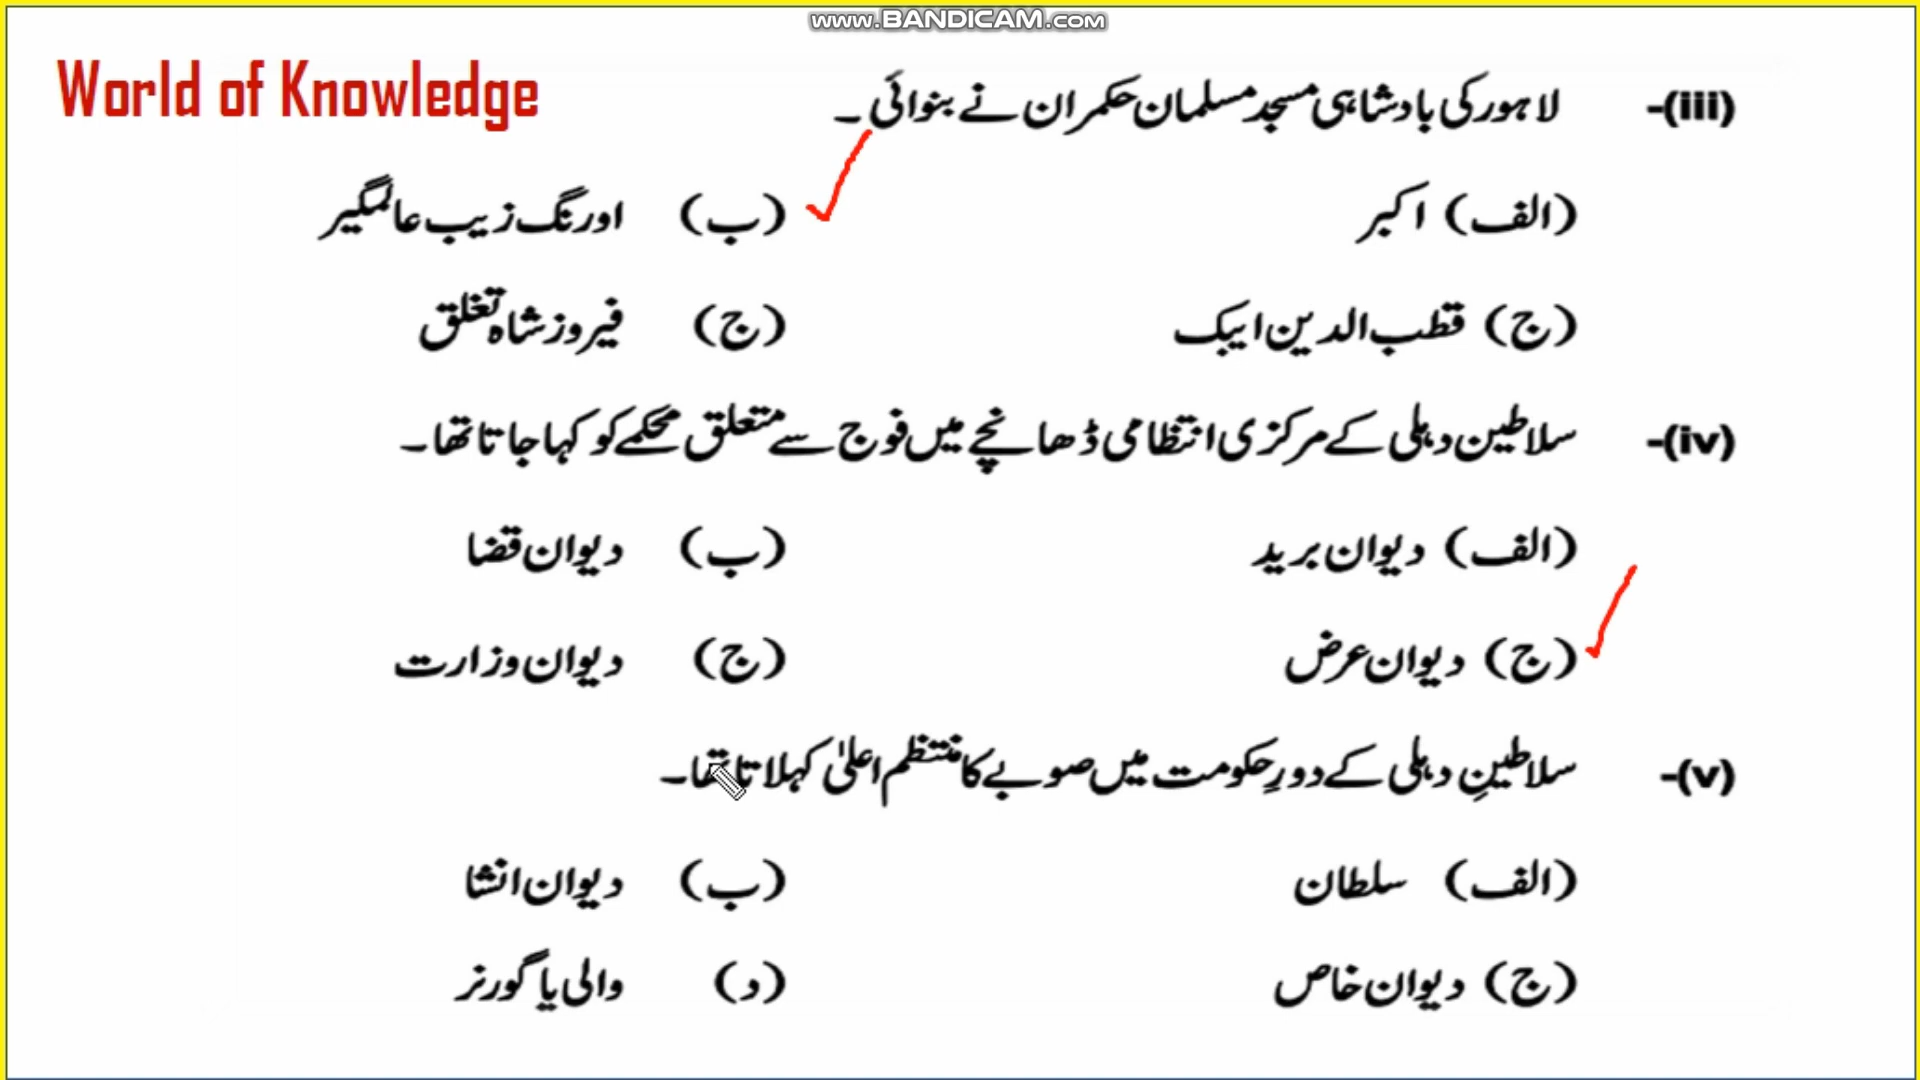 www.BANDICAM.com
World of Knowledge
(iii)- لاہور کی بادشاہی مسجد مسلمان حکمران نے بنوائی۔
(الف) اکبر (ب) اورنگ زیب عالمگیر
(ج) قطب الدین ایبک (ج) فیروز شاہ تغلق
(iv)- سلاطین دہلی کے مرکزی انتظامی ڈھانچے میں فوج سے متعلق محکمے کو کہا جاتا تھا۔
(الف) دیوان برید (ب) دیوان قضا
(ج) دیوان عرض (ج) دیوان وزارت
(v)- سلاطینِ دہلی کے دورِ حکومت میں صوبے کا منتظم اعلیٰ کہلاتا تھا۔
(الف) سلطان (ب) دیوان انشا
(ج) دیوان خاص (د) والی یا گورنر